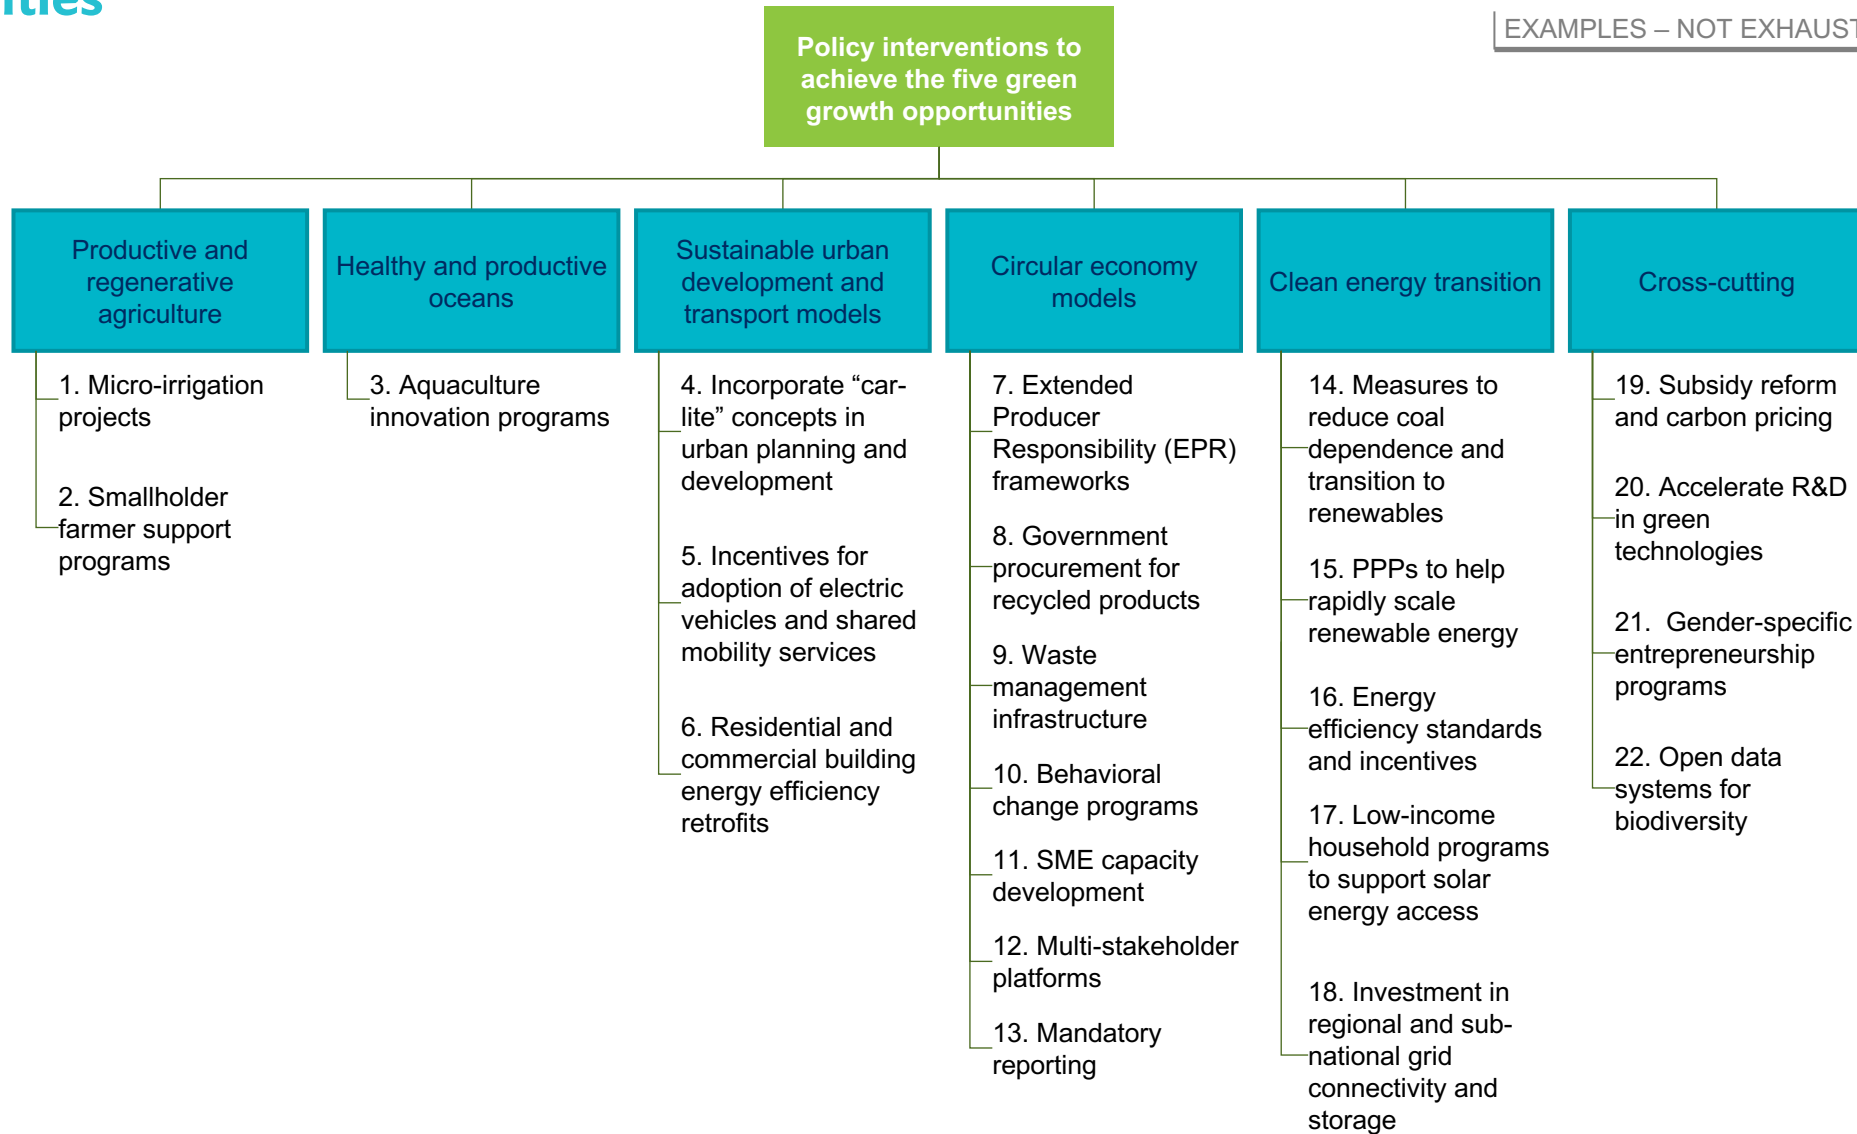 EXAMPLES – NOT
Policy interventions to
achieve the five green
growth opportunities
Productive and
regenerative
agriculture
1. Micro-irrigation
projects
2. Smallholder
farmer support
programs
Healthy and productive
oceans
3. Aquaculture
innovation programs
Sustainable urban
development and
transport models
4. Incorporate “car-
lite” concepts in
urban planning and
development
5. Incentives for
adoption of electric
vehicles and shared
mobility services
6. Residential and
commercial building
energy efficiency
retrofits
Circular economy
models
7. Extended
Producer
Responsibility (EPR)
frameworks
8. Government
procurement for
recycled products
9. Waste
management
infrastructure
10. Behavioral
change programs
11. SME capacity
development
12. Multi-stakeholder
platforms
13. Mandatory
reporting
Clean energy transition
14. Measures to
reduce coal
dependence and
transition to
renewables
15. PPPs to help
rapidly scale
renewable energy
16. Energy
efficiency standards
and incentives
17. Low-income
household programs
to support solar
energy access
18. Investment in
regional and sub-
national grid
connectivity and
storage
Cross-cutting
19. Subsidy reform
and carbon pricing
20. Accelerate R&D
in green
technologies
21. Gender-specific
entrepreneurship
programs
22. Open data
systems for
biodiversity